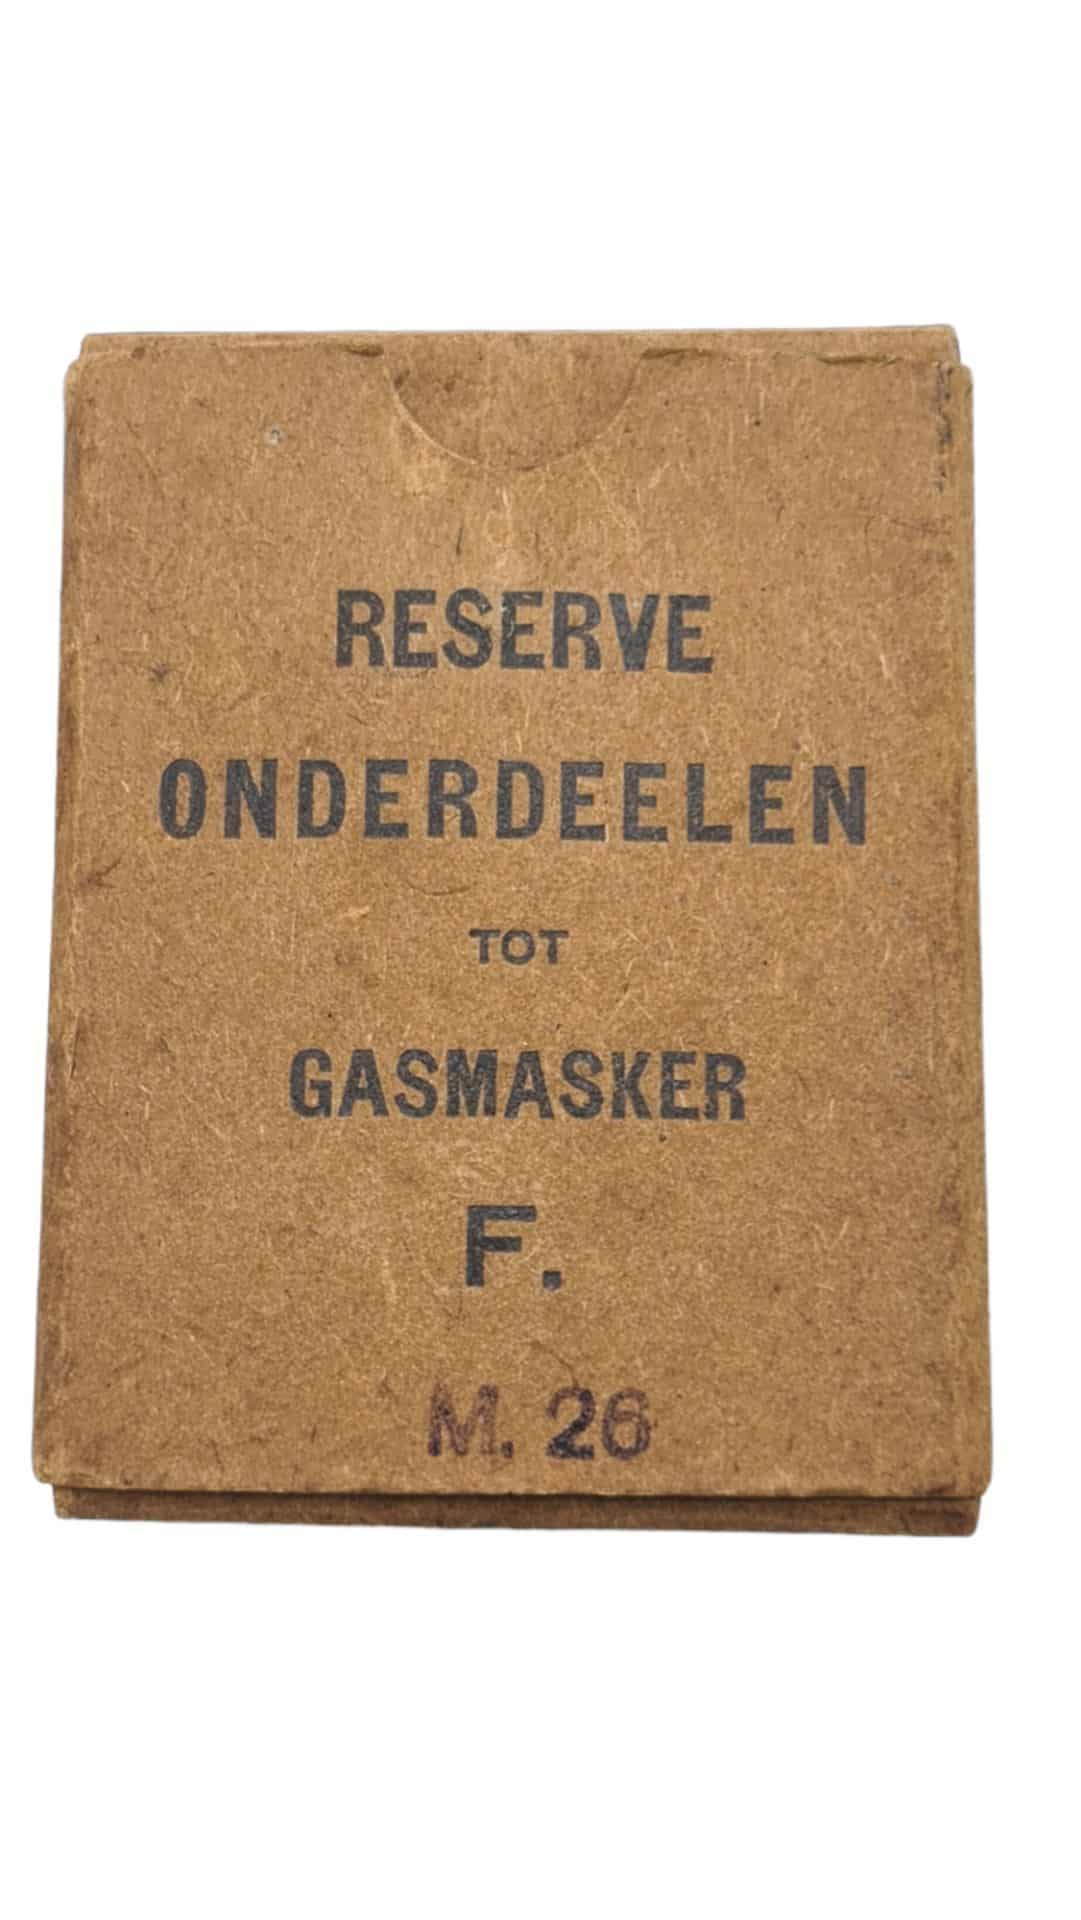 RESERVE
ONDERDEELEN
TOT
GASMASKER
F.
M. 26